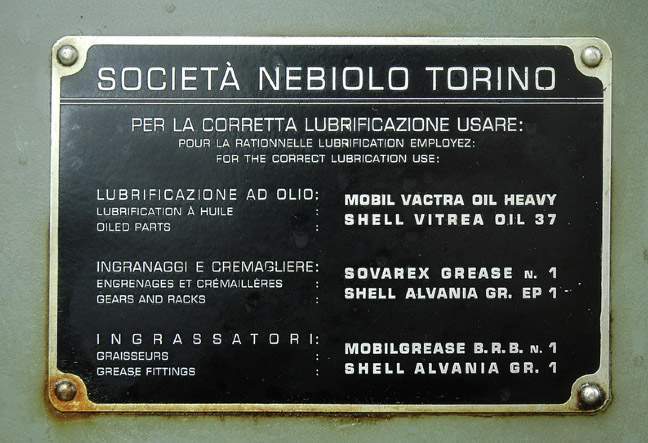 SOCIETÀ NEBIOLO TORINO
PER LA CORRETTA LUBRIFICAZIONE USARE:
POUR LA RATIONNELLE LUBRIFICATION EMPLOYEZ:
FOR THE CORRECT LUBRICATION USE:
LUBRIFICAZIONE AD OLIO: MOBIL VACTRA OIL HEAVY
LUBRIFICATION À HUILE : SHELL VITREA OIL 37
OILED PARTS :
INGRANAGGI E CREMAGLIERE: SOVAREX GREASE N. 1
ENGRENAGES ET CRÉMAILLÈRES : SHELL ALVANIA GR. EP 1
GEARS AND RACKS :
INGRASSATORI: MOBILGREASE B.R.B. N. 1
GRAISSEURS : SHELL ALVANIA GR. 1
GREASE FITTINGS :